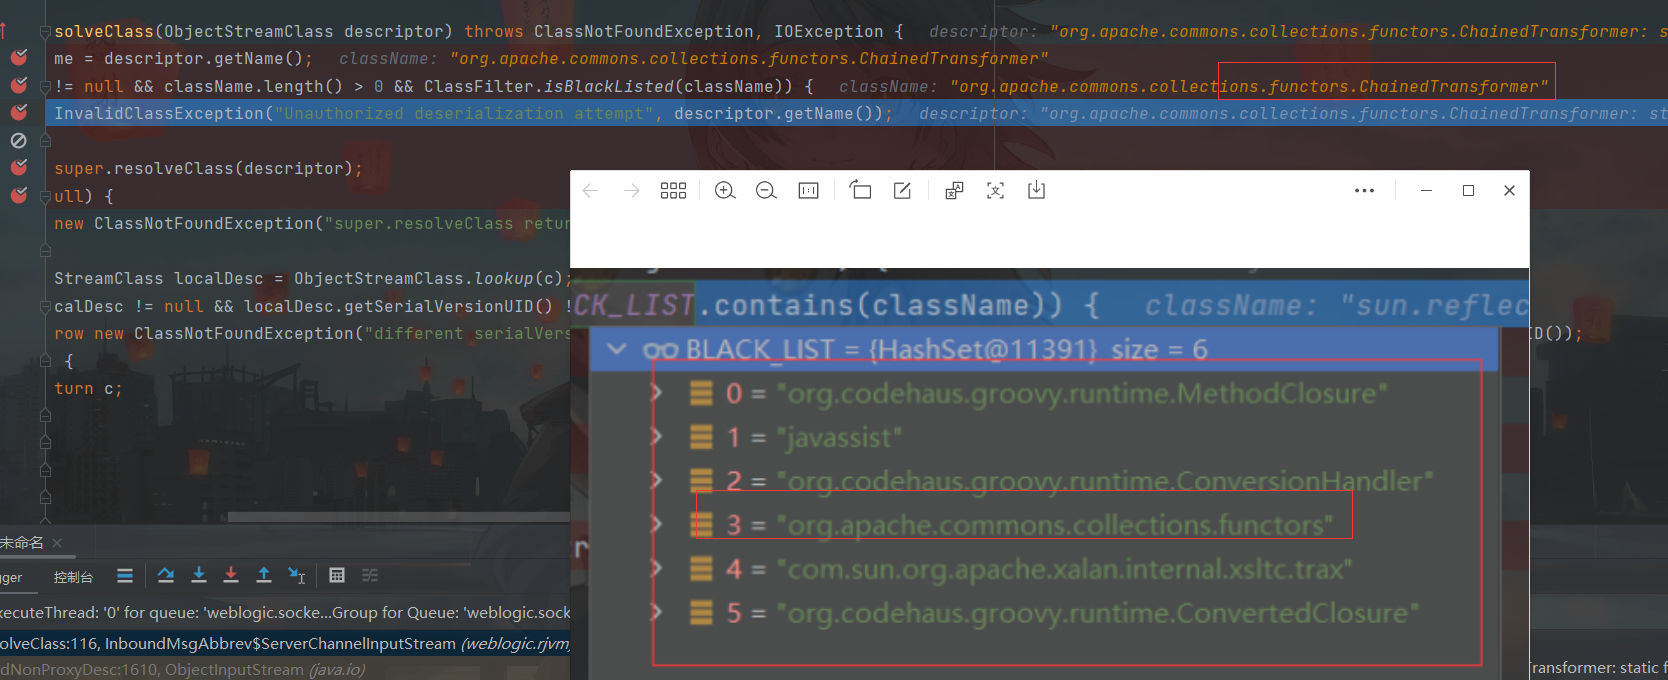 solveClass(ObjectStreamClass descriptor) throws ClassNotFoundException, IOException {   descriptor: "org.apache.commons.collections.functors.ChainedTransformer: s
me = descriptor.getName();   className: "org.apache.commons.collections.functors.ChainedTransformer"
!= null && className.length() > 0 && ClassFilter.isBlackListed(className)) {   className: "org.apache.commons.collections.functors.ChainedTransformer"
InvalidClassException("Unauthorized deserialization attempt", descriptor.getName());   descriptor: "org.apache.commons.collections.functors.ChainedTransformer: st
super.resolveClass(descriptor);
ull) {
new ClassNotFoundException("super.resolveClass retur
StreamClass localDesc = ObjectStreamClass.lookup(c);
calDesc != null && localDesc.getSerialVersionUID() !
row new ClassNotFoundException("different serialVers
ID());
{
turn c;
CK_LIST.contains(className)) {   className: "sun.reflec
BLACK_LIST = {HashSet@11391} size = 6
0 = "org.codehaus.groovy.runtime.MethodClosure"
1 = "javassist"
2 = "org.codehaus.groovy.runtime.ConversionHandler"
3 = "org.apache.commons.collections.functors"
4 = "com.sun.org.apache.xalan.internal.xsltc.trax"
5 = "org.codehaus.groovy.runtime.ConvertedClosure"
未命名
gger 控制台
xecuteThread: '0' for queue: 'weblogic.socke...Group for Queue: 'weblogic.sock
olveClass:116, InboundMsgAbbrev$ServerChannelInputStream (weblogic.rjvm)
adNonProxyDesc:1610, ObjectInputStream (java.io)
ransformer: static f